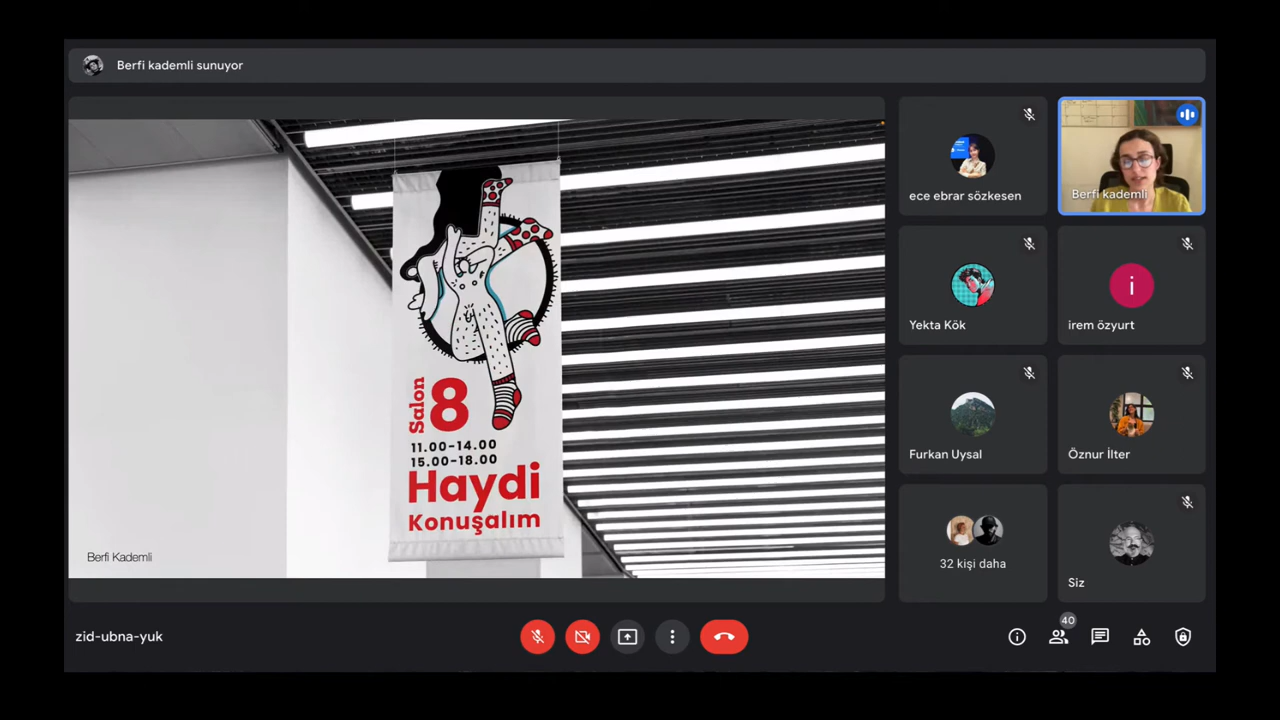 Berfi kademli sunuyor
Salon
8
11.00-14.00
15.00-18.00
Haydi
Konuşalım
Berfi Kademli
ece ebrar sözkesen
Berfi kademli
Yekta Kök
i
irem özyurt
Furkan Uysal
Öznur İlter
32 kişi daha
Siz
zid-ubna-yuk
40